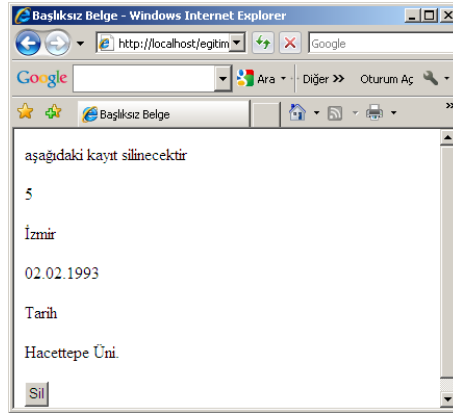 Başlıksız Belge - Windows Internet Explorer
http://localhost/egitim
Google
Google Ara Diğer >> Oturum Aç
Başlıksız Belge
aşağıdaki kayıt silinecektir
5
İzmir
02.02.1993
Tarih
Hacettepe Üni.
Sil